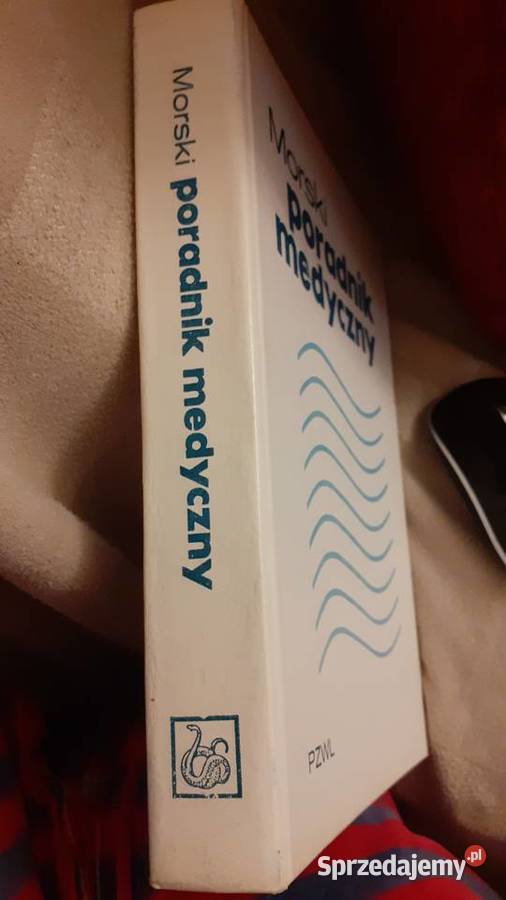 Morski poradnik medyczny
Morski
poradnik
medyczny
PZWL
Sprzedajemy.pl